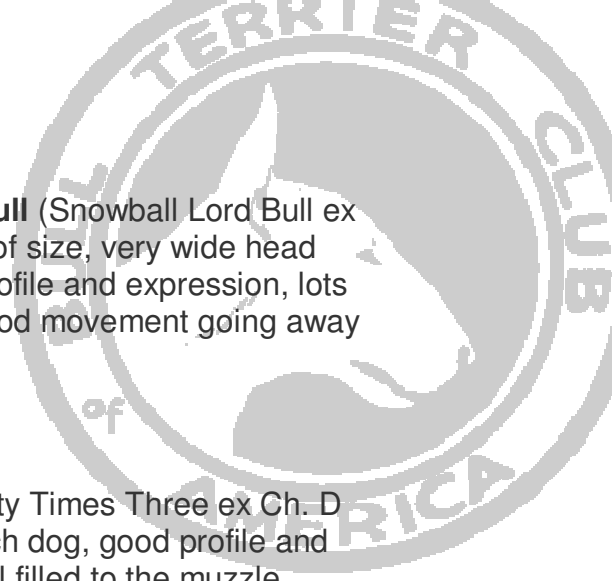 BULL TERRIER CLUB
of
AMERICA
ull (Snowball Lord Bull ex
of size, very wide head
ofile and expression, lots
od movement going away
ty Times Three ex Ch. D
ch dog, good profile and
l filled to the muzzle